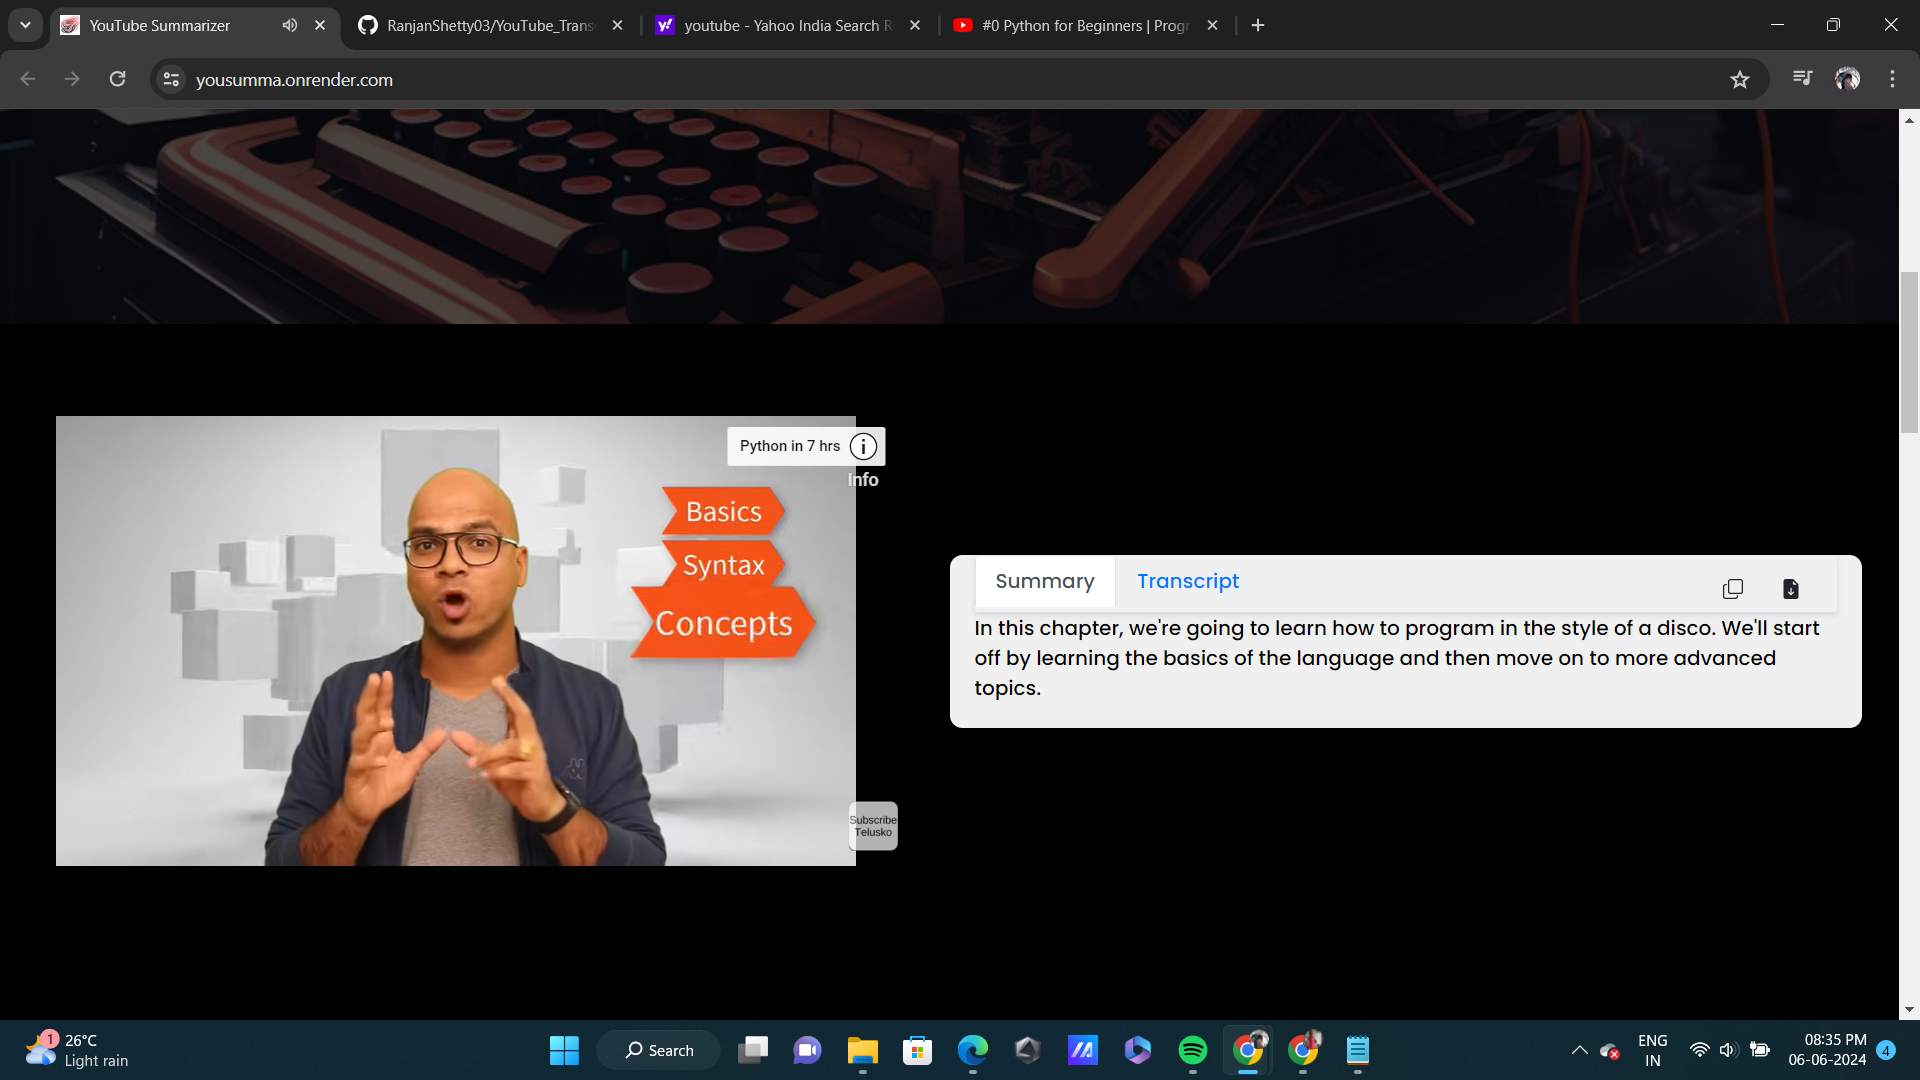 YouTube Summarizer
RanjanShetty03/YouTube_Trans
youtube - Yahoo India Search R
#0 Python for Beginners | Progr
yousumma.onrender.com
Python in 7 hrs
Info
Basics
Syntax
Concepts
Subscribe
Telusko
Summary
Transcript
In this chapter, we're going to learn how to program in the style of a disco. We'll start
off by learning the basics of the language and then move on to more advanced
topics.
1
26°C
Light rain
Search
ENG
IN
08:35 PM
06-06-2024
4